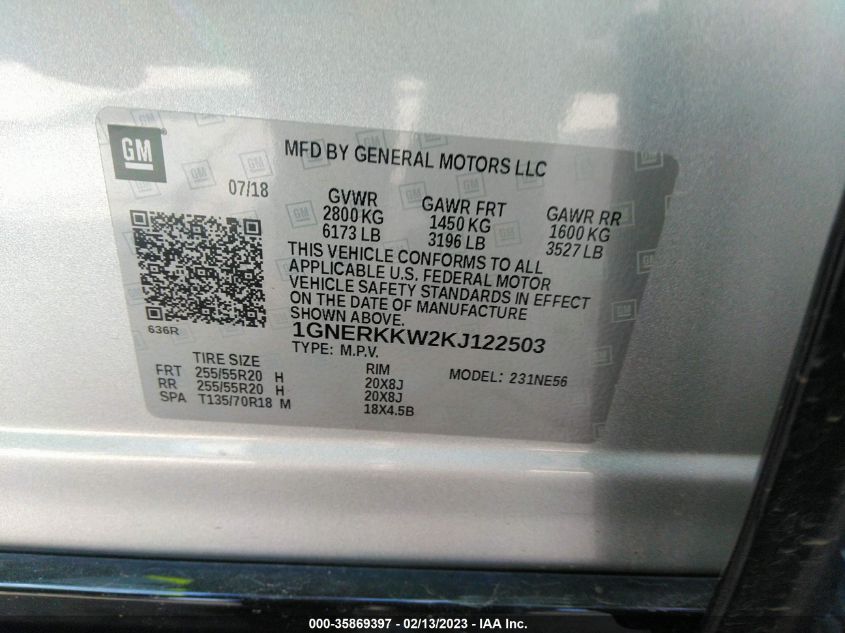 GM
MFD BY GENERAL MOTORS LLC
07/18
GVWR GAWR FRT GAWR RR
2800 KG 1450 KG 1600 KG
6173 LB 3196 LB 3527 LB
THIS VEHICLE CONFORMS TO ALL
APPLICABLE U.S. FEDERAL MOTOR
VEHICLE SAFETY STANDARDS IN EFFECT
ON THE DATE OF MANUFACTURE
SHOWN ABOVE.
636R
1GNERKKW2KJ122503
TYPE: M.P.V.
TIRE SIZE RIM MODEL: 231NE56
FRT 255/55R20 H 20X8J
RR 255/55R20 H 20X8J
SPA T135/70R18 M 18X4.5B
000-35869397 - 02/13/2023 - IAA Inc.